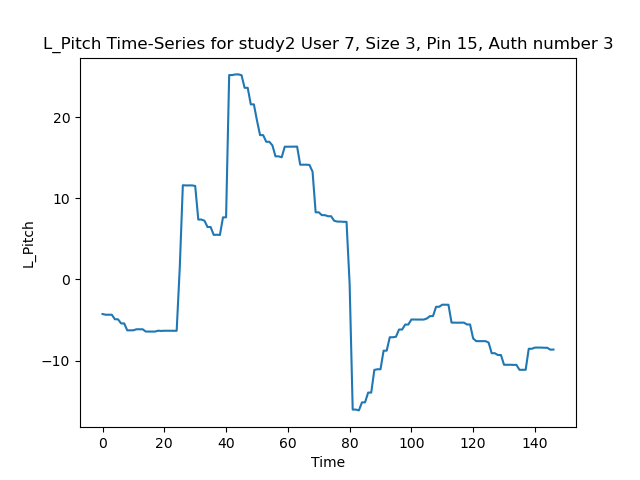 L_Pitch Time-Series for study2 User 7, Size 3, Pin 15, Auth number 3
20
10
0
−10
L_Pitch
0 20 40 60 80 100 120 140
Time